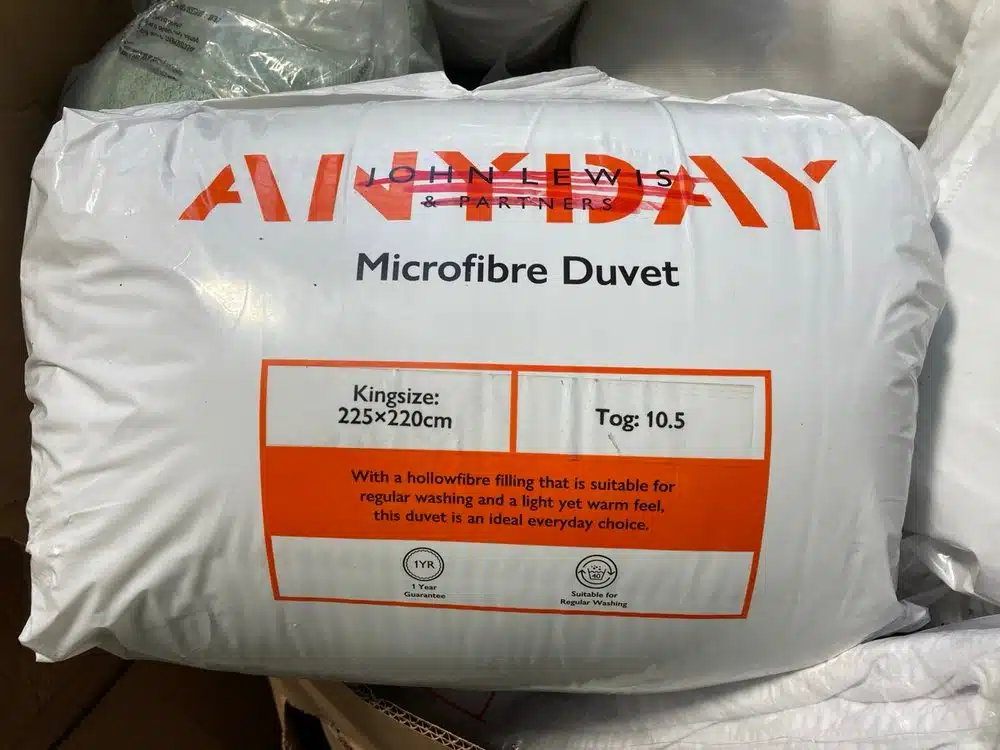 ANYDAY
JOHN LEWIS
& PARTNERS
Microfibre Duvet
Kingsize:
225×220cm
Tog: 10.5
With a hollowfibre filling that is suitable for
regular washing and a light yet warm feel,
this duvet is an ideal everyday choice.
1YR
1 Year
Guarantee
40
Suitable for
Regular Washing